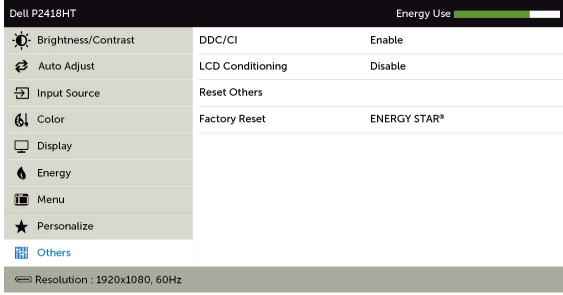 Dell P2418HT Energy Use
Brightness/Contrast DDC/CI Enable
Auto Adjust LCD Conditioning Disable
Input Source Reset Others
Color Factory Reset ENERGY STAR®
Display
Energy
Menu
Personalize
Others
Resolution : 1920x1080, 60Hz